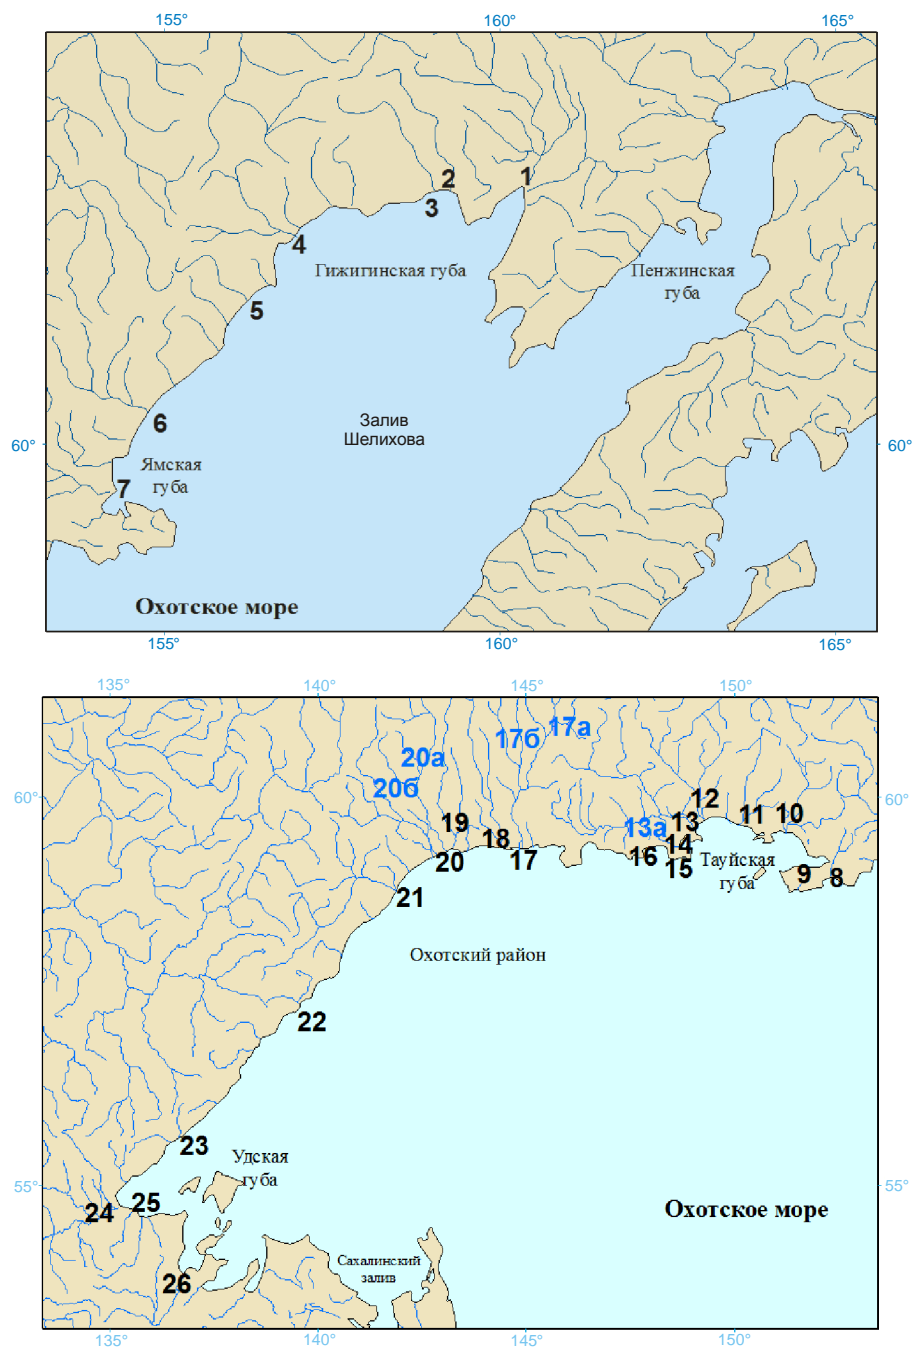 155° 160° 165°
2 1
3
4
Гижигинская губа
Пенжинская
губа
5
Залив
Шелихова
6
60° 60°
Ямская
губа
7
Охотское море
155° 160° 165°
135° 140° 145° 150°
17б 17а
20а
20б
60° 60°
12
19 13а 13 11 10
18 14
20 17 16 15
Тауйская
губа
9 8
21
Охотский район
22
23
Удская
губа
55° 55°
24 25
Охотское море
Сахалинский
залив
26
135° 140° 145° 150°